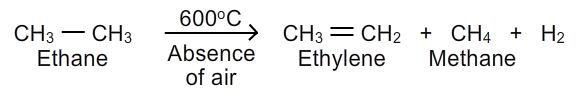 CH₃ — CH₃ 600°C CH₃ = CH₂ + CH₄ + H₂
Ethane Absence Ethylene Methane
of air